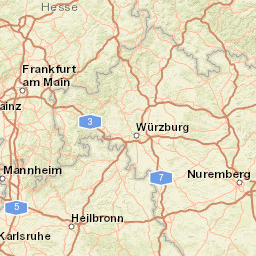 Hesse
Frankfurt
am Main
ainz
3
Würzburg
Mannheim
7
Nuremberg
5
Heilbronn
Karlsruhe